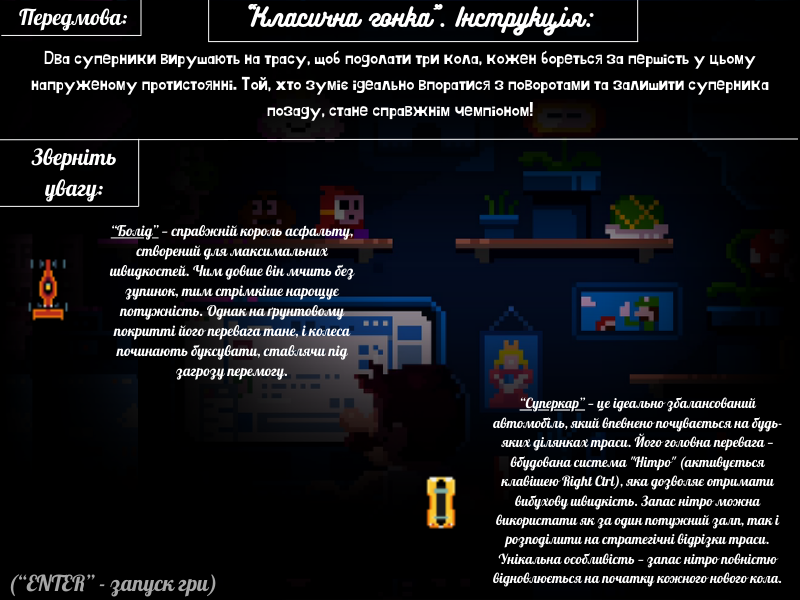 Передмова:
“Класична гонка”. Інструкція:
Два суперники вирушають на трасу, щоб подолати три кола, кожен бореться за першість у цьому
напруженому протистоянні. Той, хто зуміє ідеально впоратися з поворотами та залишити суперника
позаду, стане справжнім чемпіоном!
Зверніть
увагу:
“Болід” – справжній король асфальту,
створений для максимальних
швидкостей. Чим довше він мчить без
зупинок, тим стрімкіше нарощує
потужність. Однак на ґрунтовому
покритті його перевага тане, і колеса
починають буксувати, ставлячи під
загрозу перемогу.
“Суперкар” – це ідеально збалансований
автомобіль, який впевнено почувається на будь-
яких ділянках траси. Його головна перевага –
вбудована система "Нітро" (активується
клавішею Right Ctrl), яка дозволяє отримати
вибухову швидкість. Запас нітро можна
використати як за один потужний залп, так і
розподілити на стратегічні відрізки траси.
Унікальна особливість – запас нітро повністю
відновлюється на початку кожного нового кола.
(“ENTER” - запуск гри)